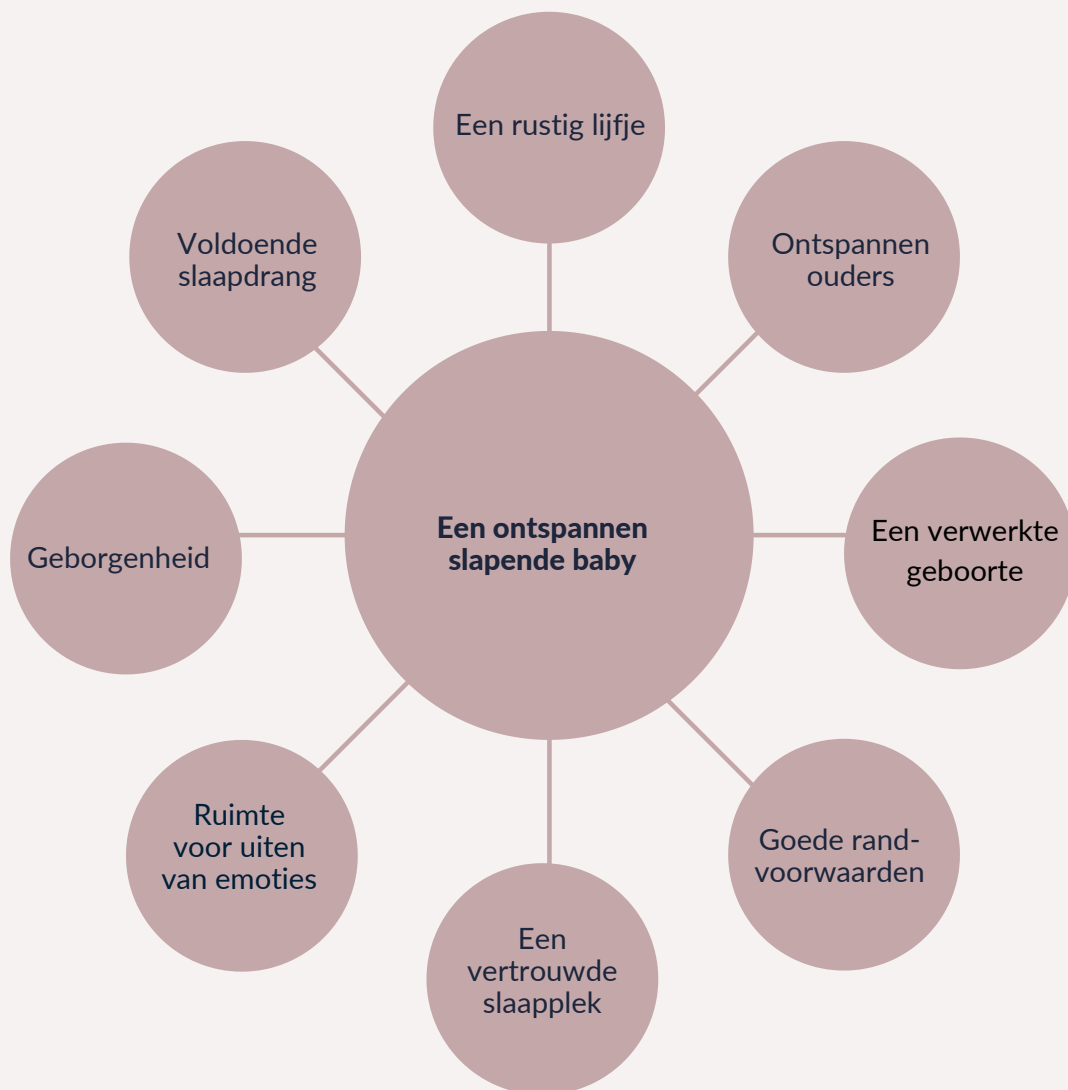 Een rustig lijfje
Voldoende
slaapdrang
Ontspannen
ouders
Een ontspannen
slapende baby
Een verwerkte
geboorte
Geborgenheid
Ruimte
voor uiten
van emoties
Goede rand-
voorwaarden
Een
vertrouwde
slaapplek